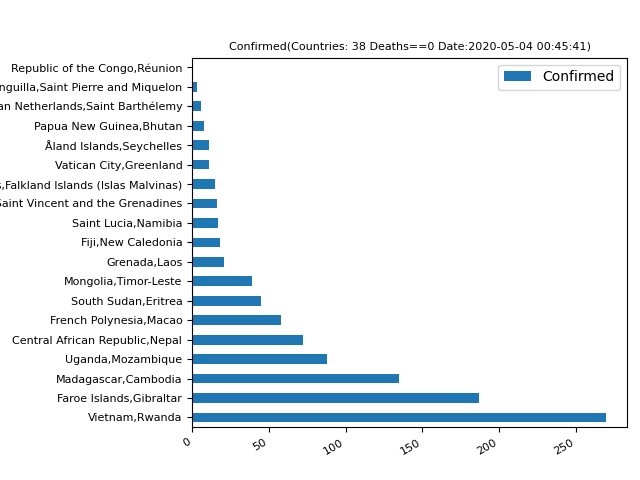 Confirmed(Countries: 38 Deaths==0 Date:2020-05-04 00:45:41)
Confirmed
Republic of the Congo,Réunion
Saint Pierre and Miquelon
Netherlands,Saint Barthélemy
Papua New Guinea,Bhutan
Åland Islands,Seychelles
Vatican City,Greenland
,Falkland Islands (Islas Malvinas)
Saint Vincent and the Grenadines
Saint Lucia,Namibia
Fiji,New Caledonia
Grenada,Laos
Mongolia,Timor-Leste
South Sudan,Eritrea
French Polynesia,Macao
Central African Republic,Nepal
Uganda,Mozambique
Madagascar,Cambodia
Faroe Islands,Gibraltar
Vietnam,Rwanda
0 50 100 150 200 250